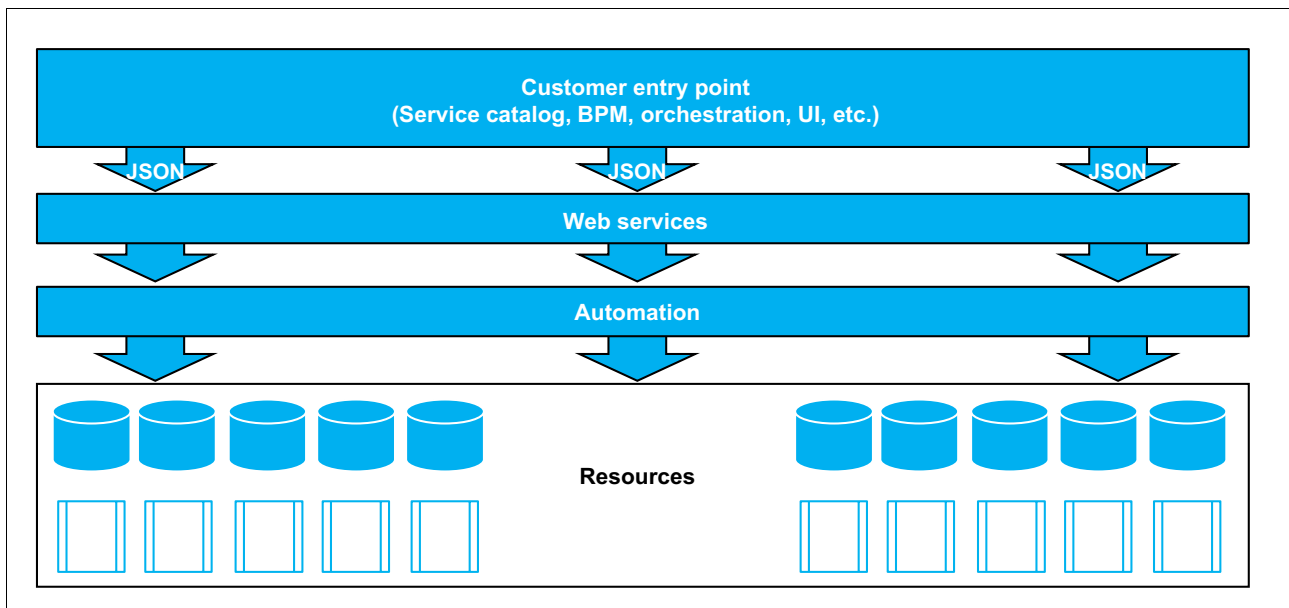 Customer entry point
(Service catalog, BPM, orchestration, UI, etc.)
JSON
JSON
JSON
Web services
Automation
Resources